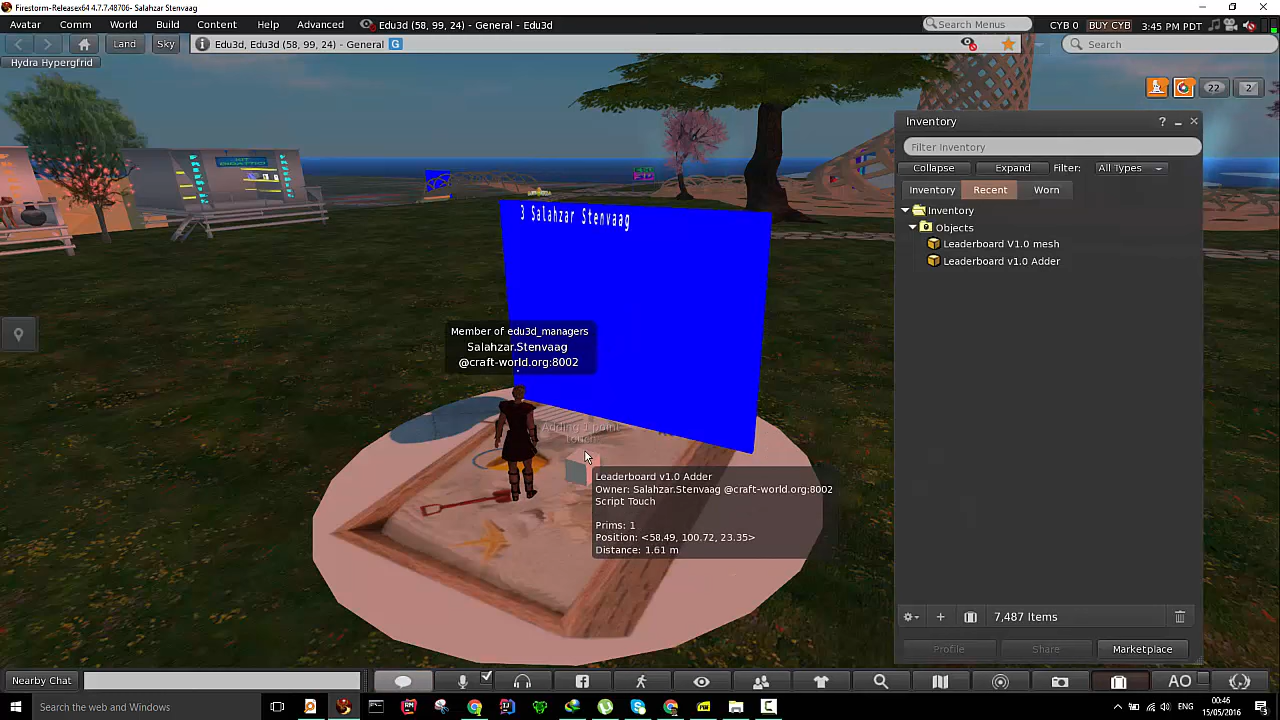 Firestorm-Releasex64 4.7.7.48706- Salahzar Stenvaag
Avatar Comm World Build Content Help Advanced Edu3d (58, 99, 24) - General - Edu3d Search Menus CYB 0 BUY CYB 3:45 PM PDT
Land Sky Edu3d, Edu3d (58, 99, 24) - General G Search
Hydra Hypergfrid
22 2
Inventory ?
Filter Inventory
Collapse Expand Filter: All Types
Inventory Recent Worn
Inventory
Objects
Leaderboard V1.0 mesh
Leaderboard v1.0 Adder
3 Salahzar Stenvaag
Member of edu3d_managers
Salahzar.Stenvaag
@craft-world.org:8002
Adding 1 point
Touch
Leaderboard v1.0 Adder
Owner: Salahzar.Stenvaag @craft-world.org:8002
Script Touch
Prims: 1
Position: <58.49, 100.72, 23.35>
Distance: 1.61 m
7,487 Items
Profile Share Marketplace
Nearby Chat AO
Search the web and Windows ENG 00:46
15/05/2016